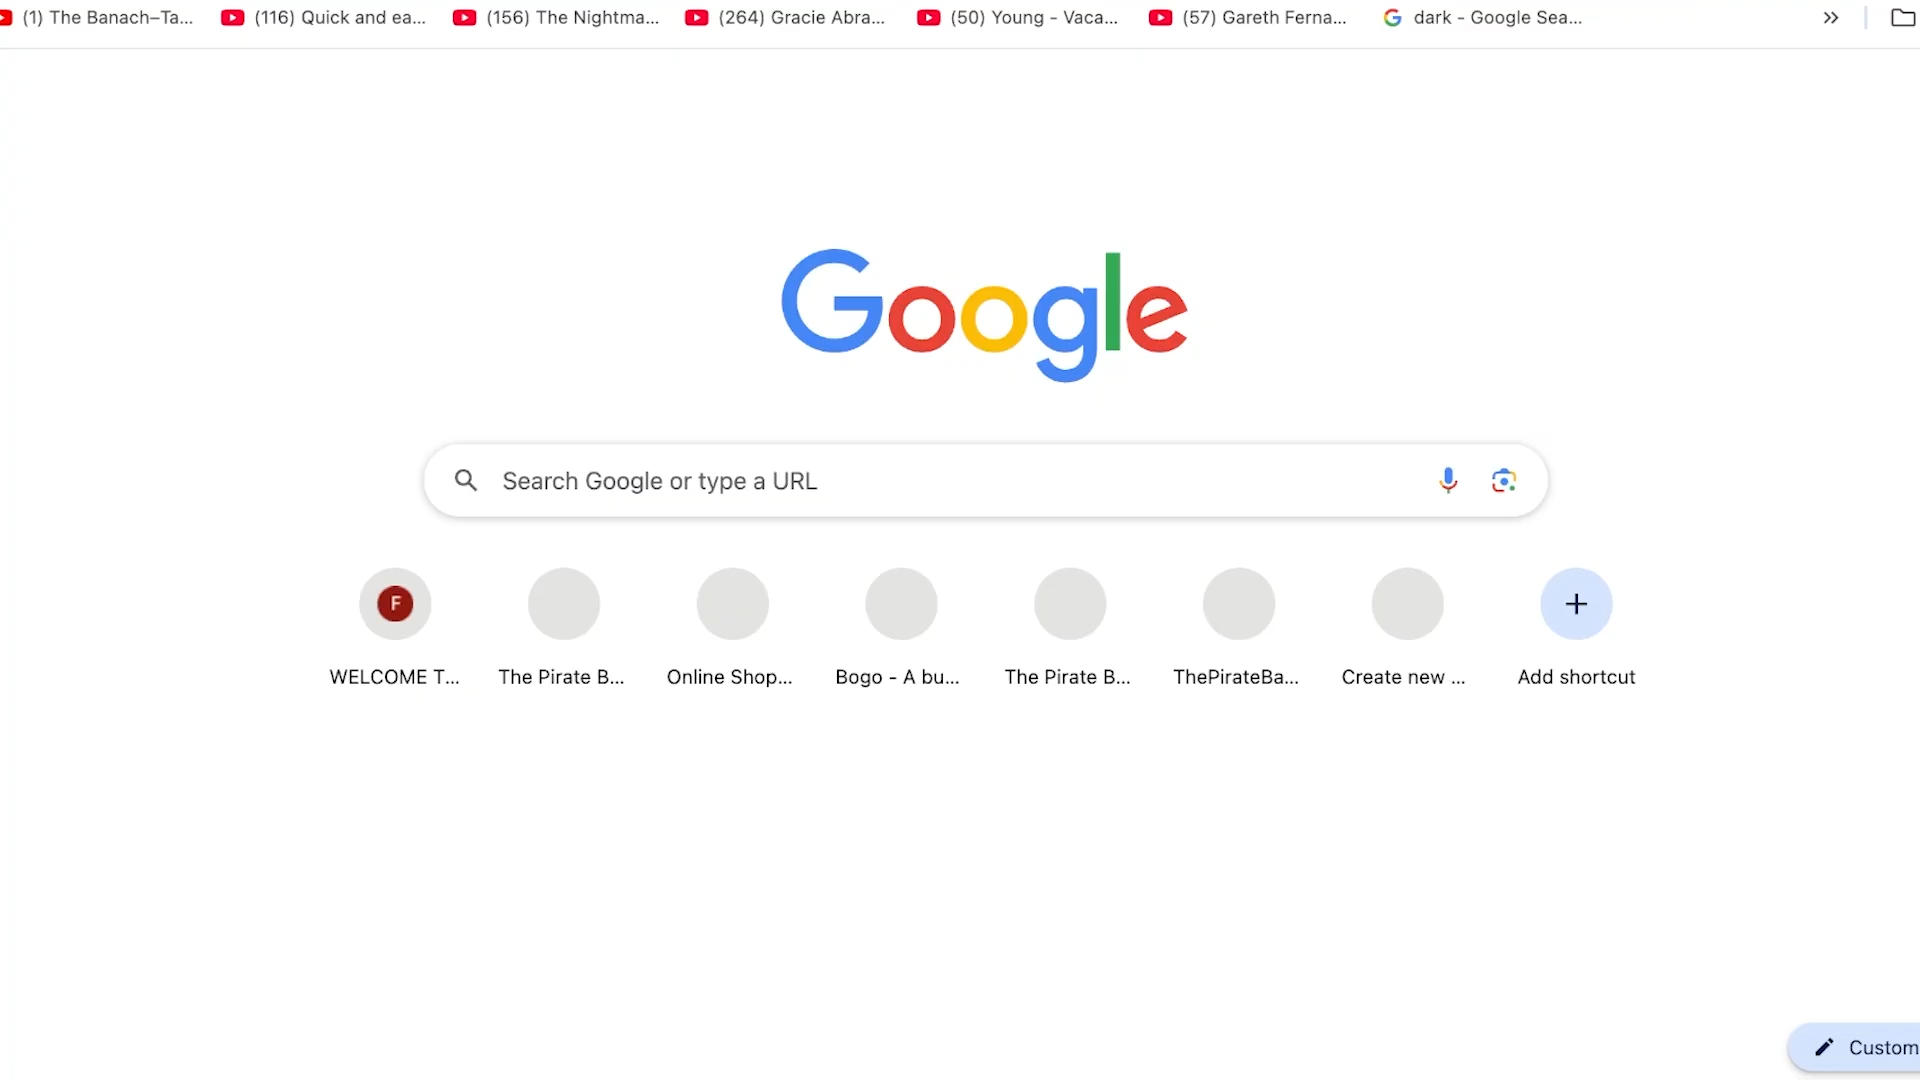 (1) The Banach–Ta... (116) Quick and ea... (156) The Nightma... (264) Gracie Abra... (50) Young - Vaca... (57) Gareth Ferna... dark - Google Sea...
Google
Search Google or type a URL
F
WELCOME T... The Pirate B... Online Shop... Bogo - A bu... The Pirate B... ThePirateBa... Create new ... Add shortcut
Custom